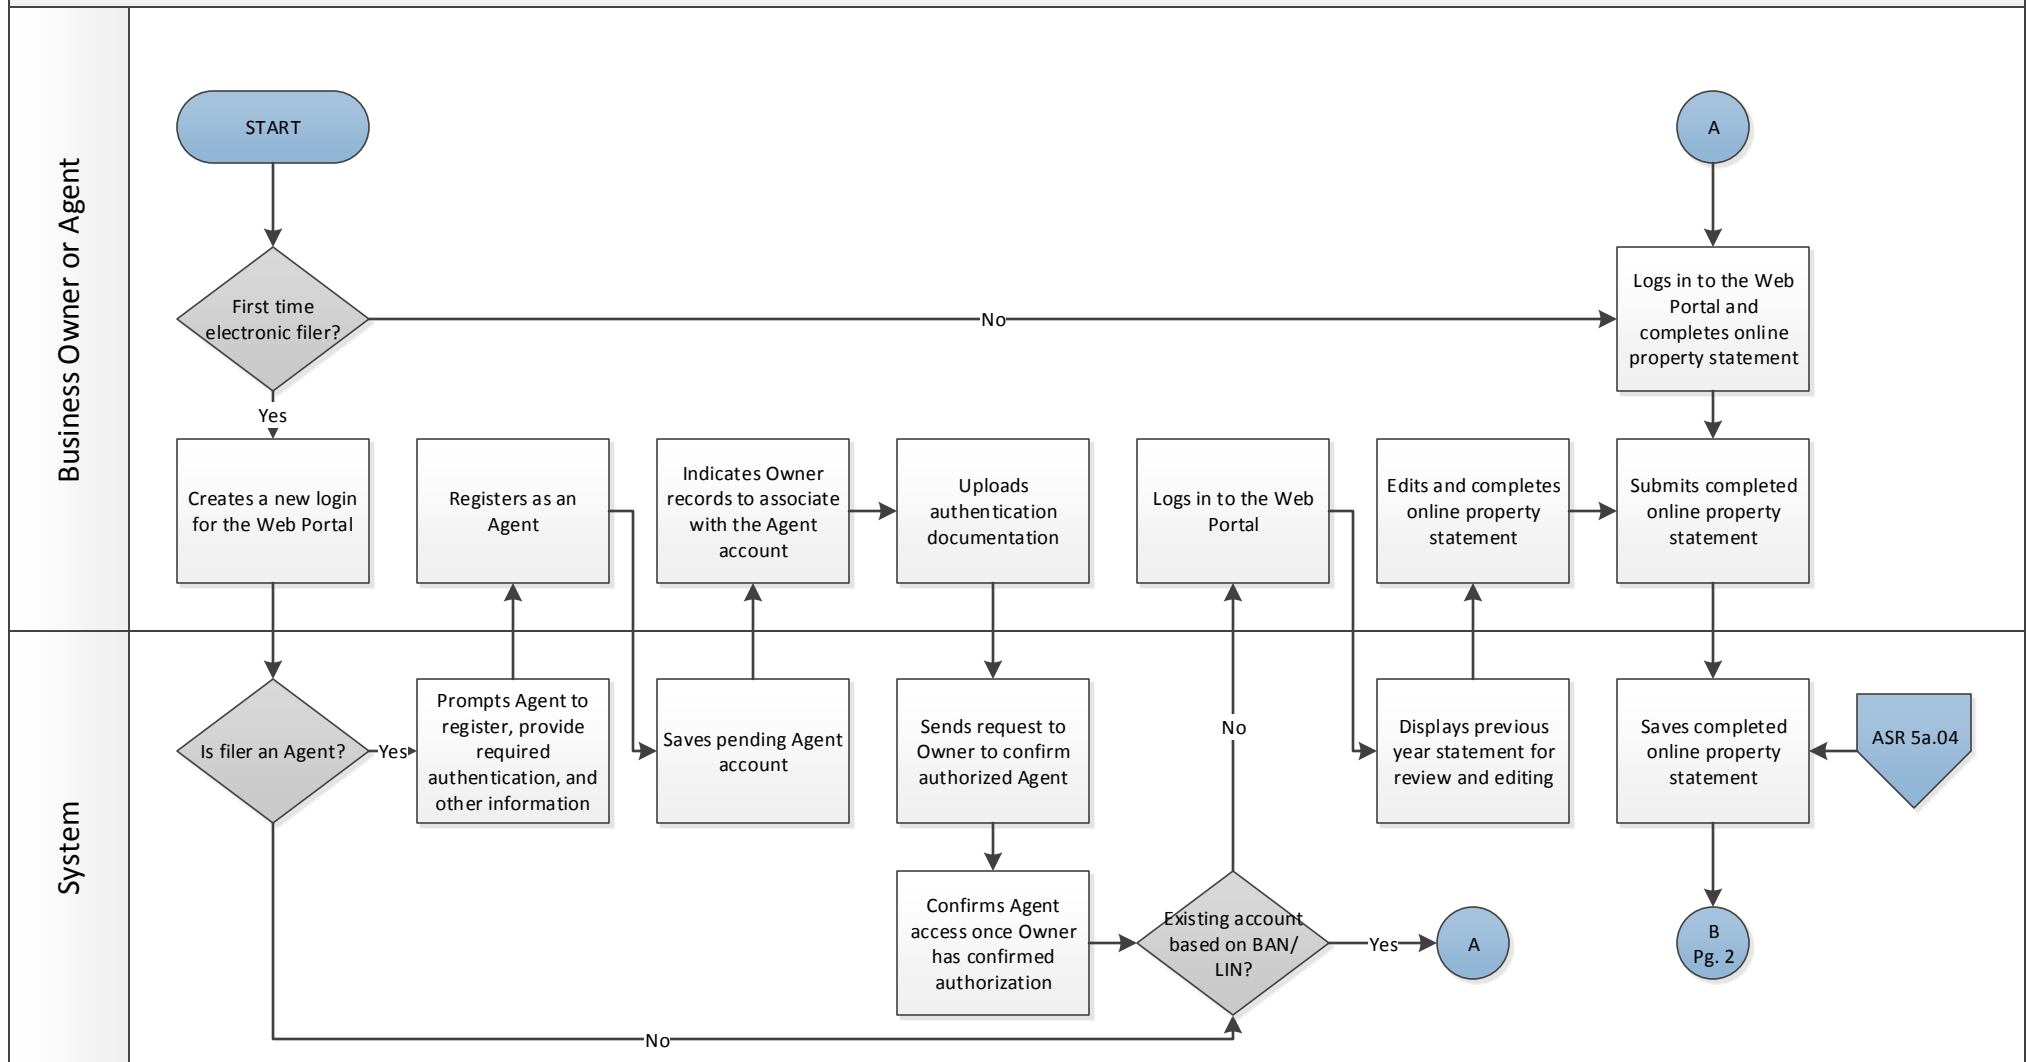 Business Owner or Agent
START
A
First time
electronic filer?
No
Logs in to the Web
Portal and
completes online
property statement
Yes
Creates a new login
for the Web Portal
Registers as an
Agent
Indicates Owner
records to associate
with the Agent
account
Uploads
authentication
documentation
Logs in to the Web
Portal
Edits and completes
online property
statement
Submits completed
online property
statement
System
Is filer an Agent?
Yes
Prompts Agent to
register, provide
required
authentication, and
other information
Saves pending Agent
account
Sends request to
Owner to confirm
authorized Agent
No
Displays previous
year statement for
review and editing
Saves completed
online property
statement
ASR 5a.04
Confirms Agent
access once Owner
has confirmed
authorization
Existing account
based on BAN/
LIN?
Yes
A
B
Pg. 2
No